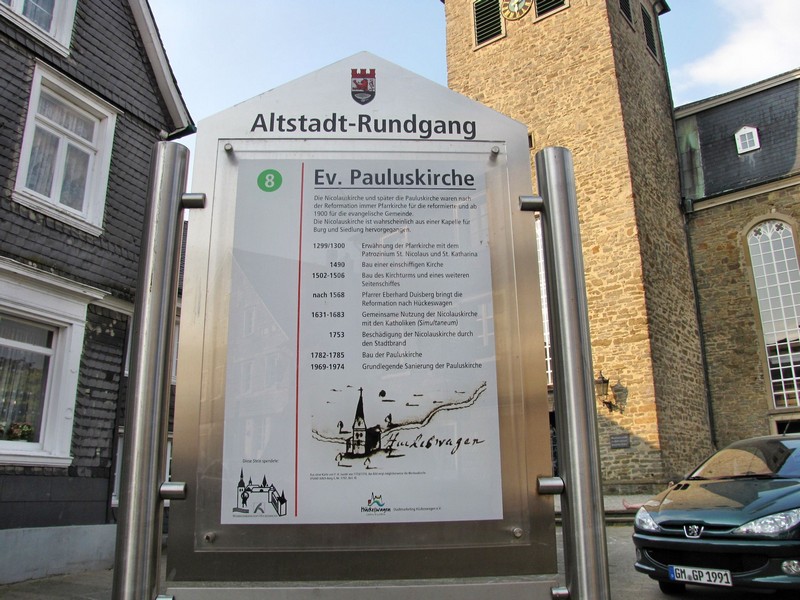 Altstadt-Rundgang
8
Ev. Pauluskirche
Die Nicolauskirche und später die Pauluskirche waren nach
der Reformation immer Pfarrkirche für die reformierte und ab
1900 für die evangelische Gemeinde.
Die Nicolauskirche ist wahrscheinlich aus einer Kapelle für
Burg und Siedlung hervorgegangen.
1299/1300 Erwähnung der Pfarrkirche mit dem
Patrozinium St. Nicolaus und St. Katharina
1490 Bau einer einschiffigen Kirche
1502-1506 Bau des Kirchturms und eines weiteren
Seitenschiffes
nach 1568 Pfarrer Eberhard Duisberg bringt die
Reformation nach Hückeswagen
1631-1683 Gemeinsame Nutzung der Nicolauskirche
mit den Katholiken (Simultaneum)
1753 Beschädigung der Nicolauskirche durch
den Stadtbrand
1782-1785 Bau der Pauluskirche
1969-1974 Grundlegende Sanierung der Pauluskirche
Huckeswagen
Diese Stele spendete:
Hückeswagen
GM GP 1991